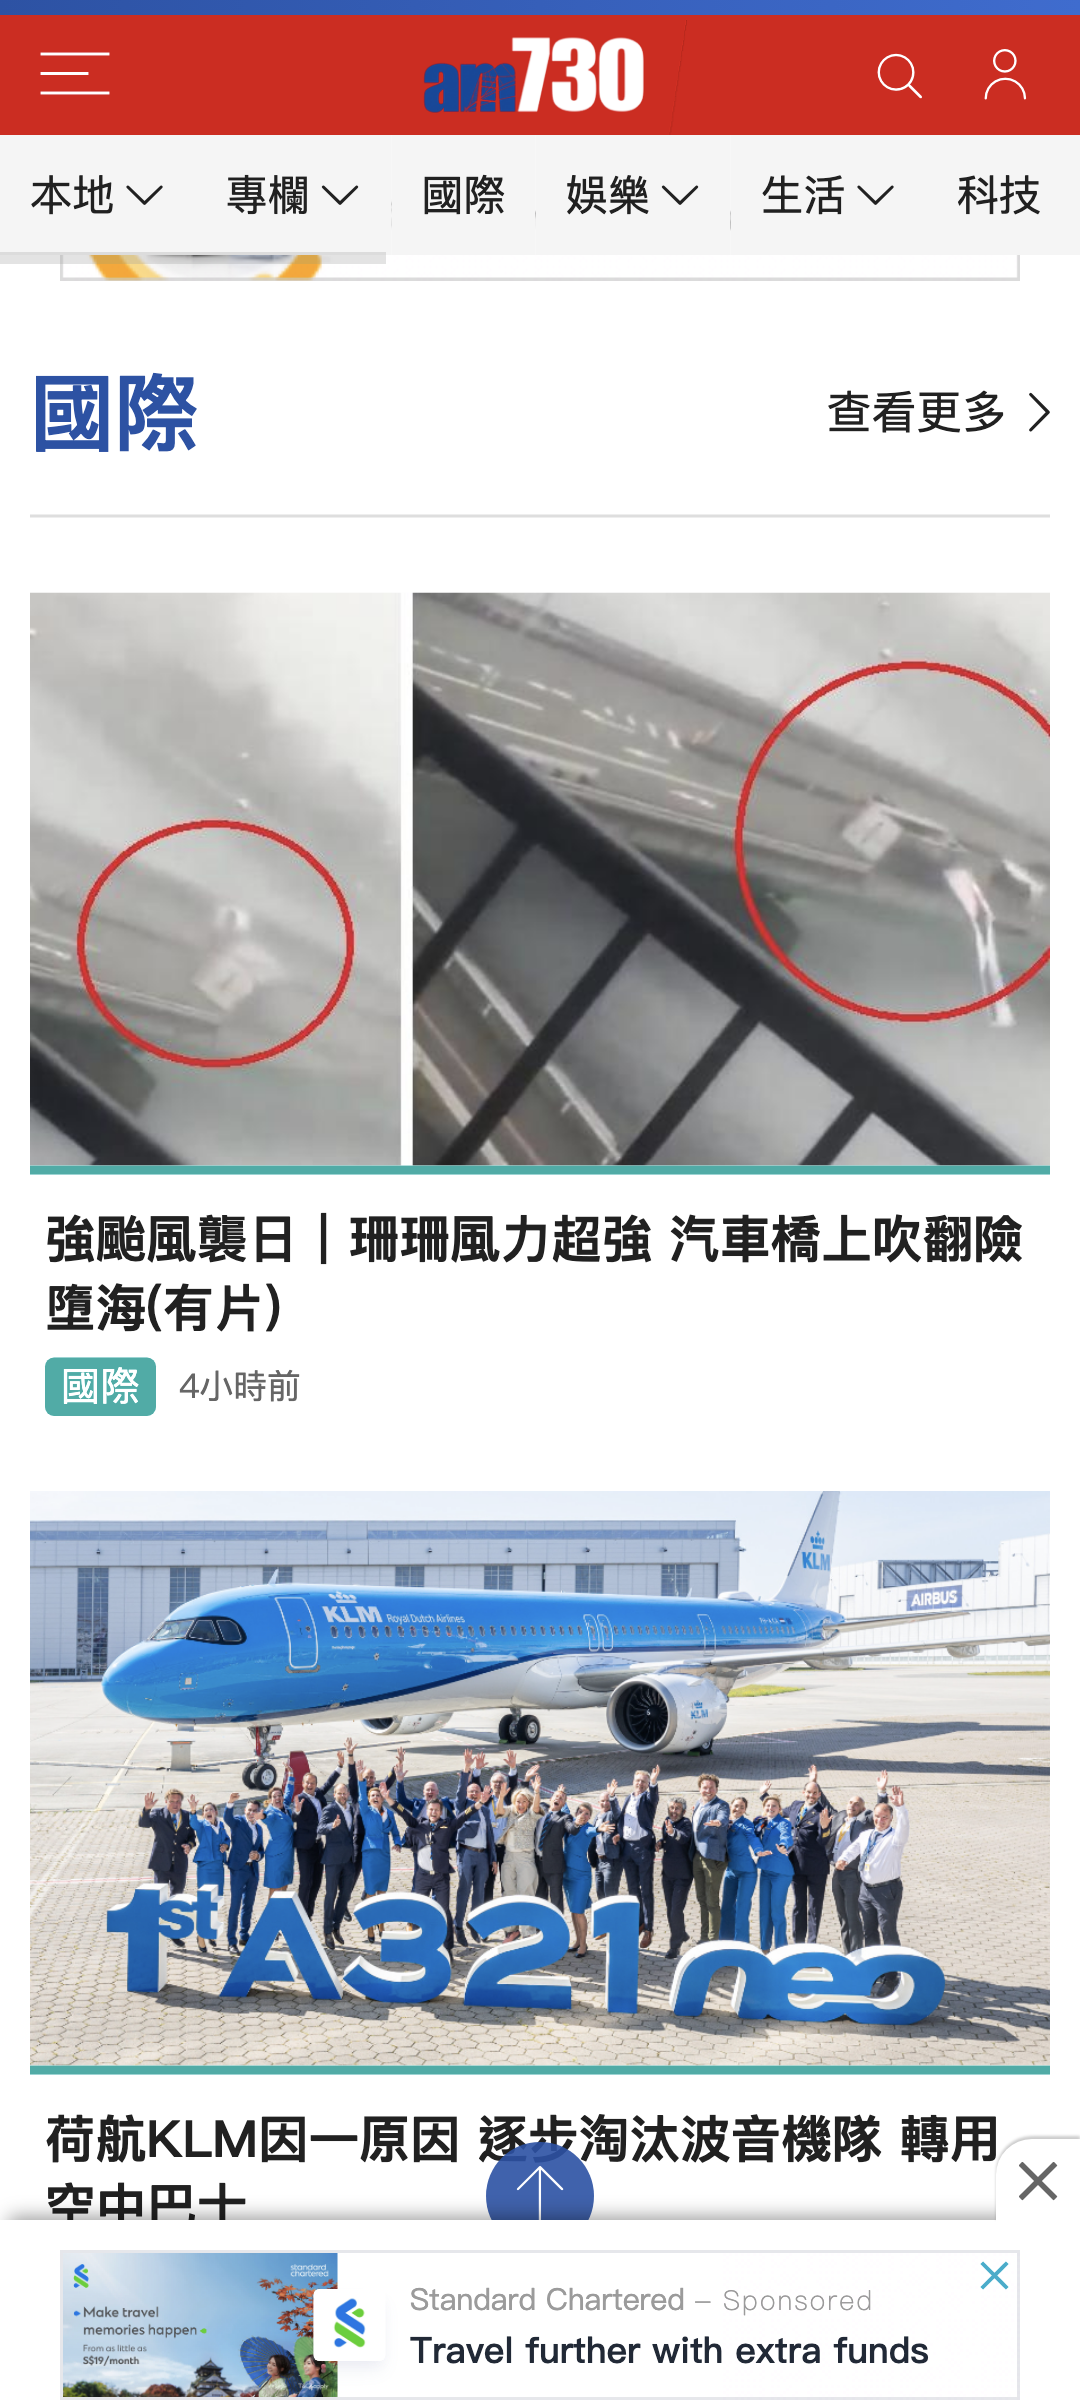 am730
本地
專欄
國際
娛樂
生活
科技
國際
查看更多
強颱風襲日｜珊珊風力超強 汽車橋上吹翻險
墮海(有片)
國際 4小時前
KLM
AIRBUS
KLM Royal Dutch Airlines
KLM
1st A321neo
荷航KLM因一原因 逐步淘汰波音機隊 轉用
空中巴士
standard
chartered
Make travel
memories happen
From as little as
S$19/month
Standard Chartered – Sponsored
Travel further with extra funds